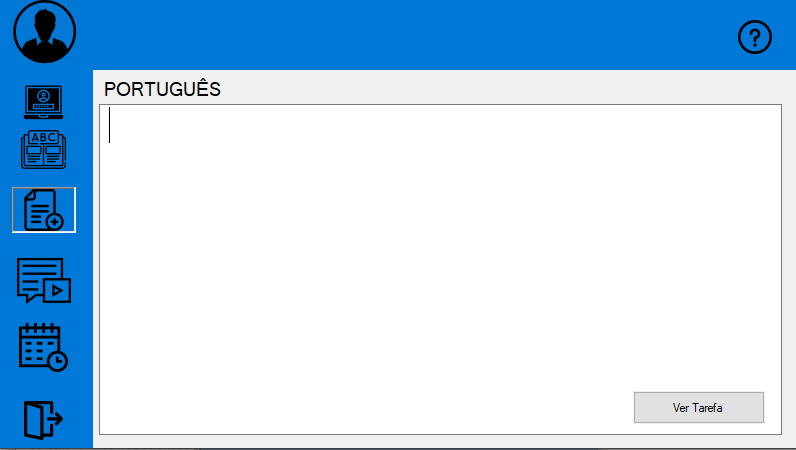 ?
ABC
PORTUGUÊS
Ver Tarefa